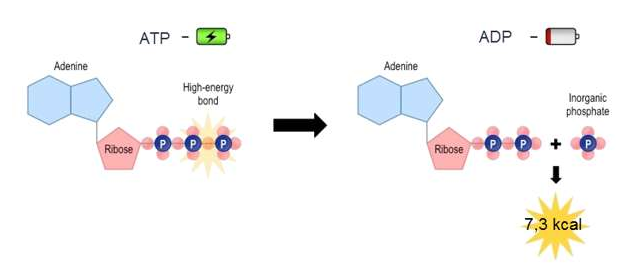 ATP -
Adenine
High-energy
bond
Ribose
P P P
ADP -
Adenine
Inorganic
phosphate
Ribose
P P + P
7,3 kcal